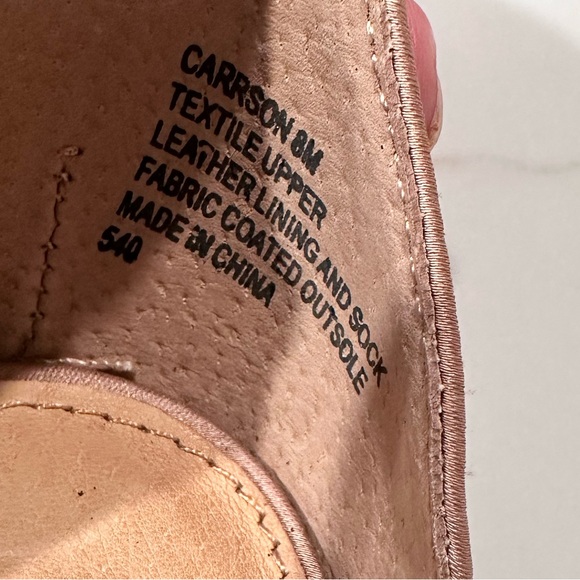 CARRSON 8M
TEXTILE UPPER
LEATHER LINING AND SOCK
FABRIC COATED OUTSOLE
MADE IN CHINA
540